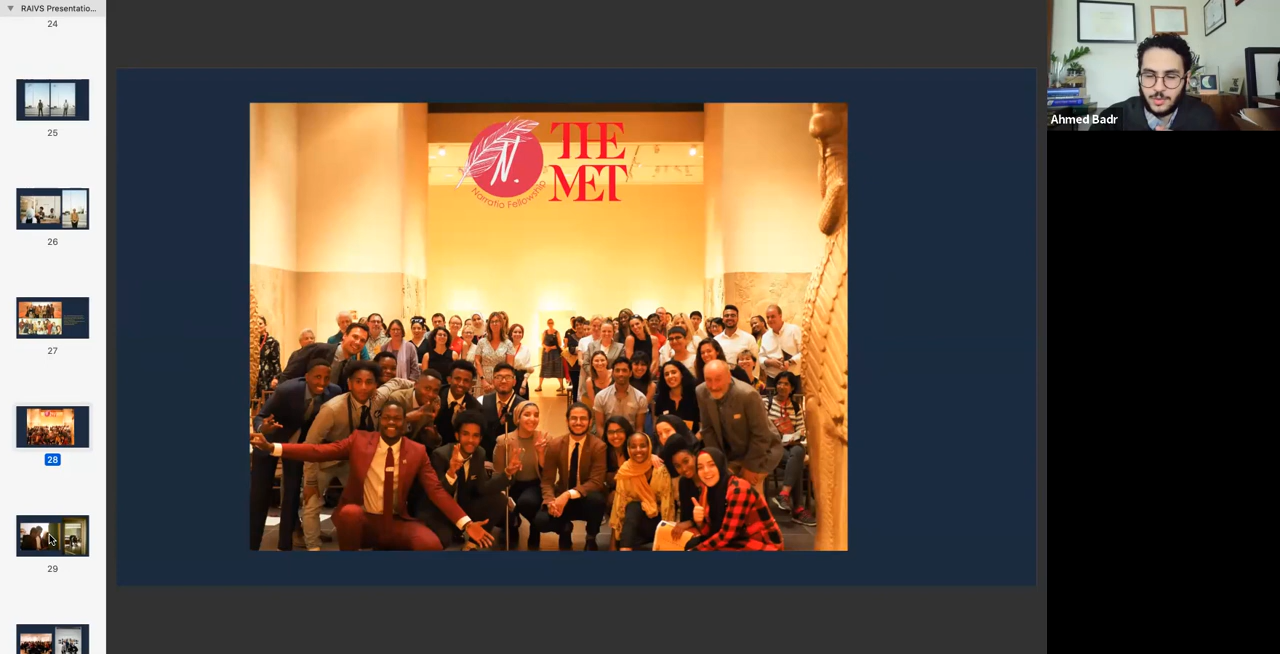 RAIVS Presentatio...
24
25
26
27
28
29
THE
MET
N.
Narratio Fellowship
Ahmed Badr